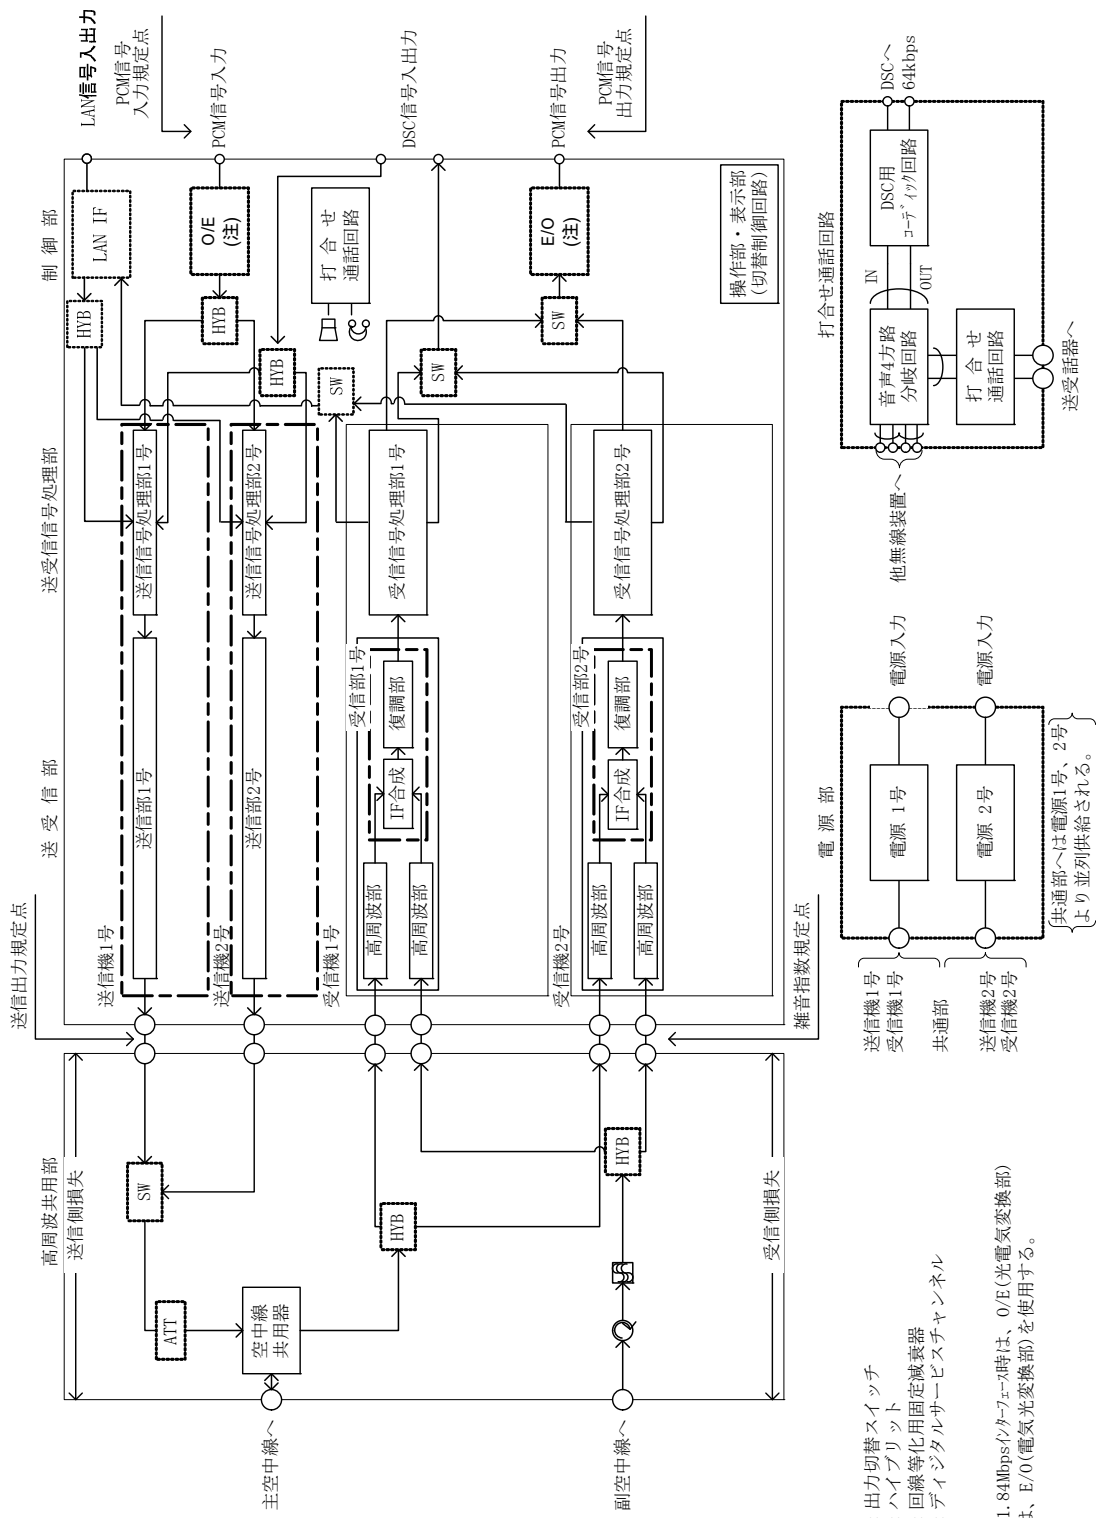 高周波共用部
送信側損失
受信側損失
主空中線へ
副空中線へ
空中線
共用器
ATT
SW
HYB
HYB
送信出力規定点
雑音指数規定点
送受信部
送受信信号処理部
制御部
送信機1号
送信部1号
送信信号処理部1号
送信機2号
送信部2号
送信信号処理部2号
受信機1号
高周波部
高周波部
受信部1号
IF合成
復調部
受信信号処理部1号
受信機2号
高周波部
高周波部
受信部2号
IF合成
復調部
受信信号処理部2号
HYB
LAN IF
HYB
O/E
(注)
HYB
打合せ
通話回路
SW
SW
SW
E/O
(注)
操作部・表示部
(切替制御回路)
LAN信号入出力
PCM信号
入力規定点
PCM信号入力
DSC信号入出力
PCM信号出力
PCM信号
出力規定点
出力切替スイッチ
ハイブリット
回線等化用固定減衰器
ディジタルサービスチャンネル
1.84Mbpsインターフェース時は、O/E(光電気変換部)
は、E/O(電気光変換部)を使用する。
電源部
送信機1号
受信機1号
共通部
送信機2号
受信機2号
電源 1号
電源 2号
電源入力
電源入力
共通部へは電源1号、2号
より並列供給される。
打合せ通話回路
他無線装置へ
音声4方路
分岐回路
IN
OUT
DSC用
コーディック回路
DSCへ
64kbps
打合せ
通話回路
送受話器へ